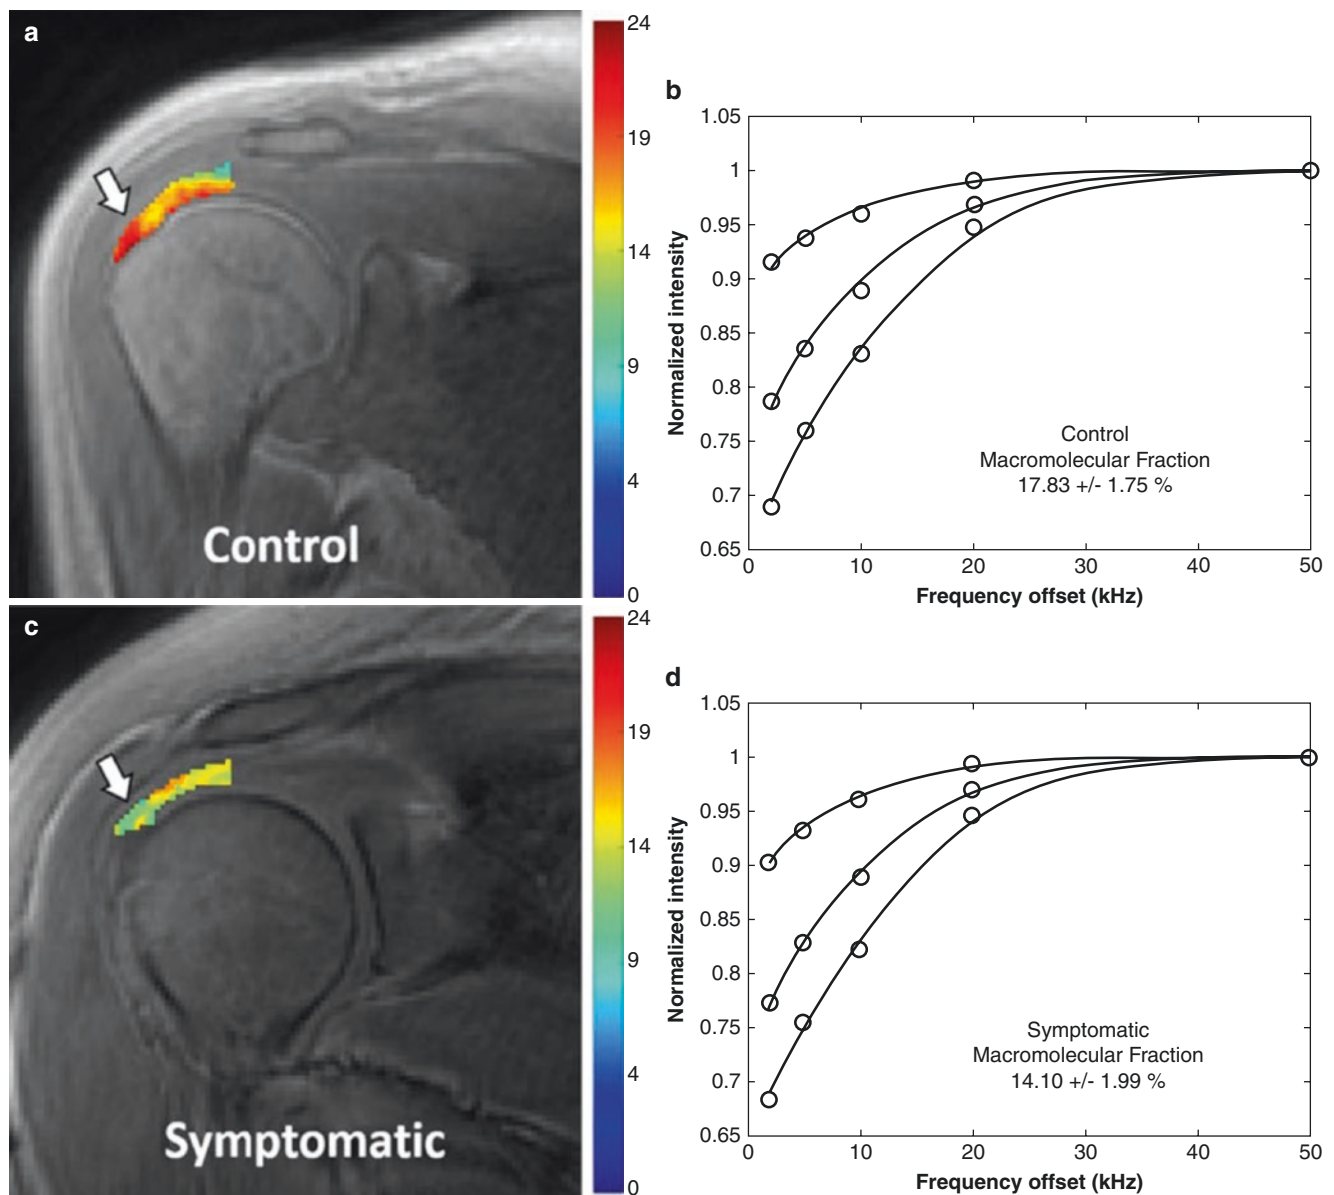 a
24
19
14
9
4
0
Control
b
1.05
1
0.95
0.9
0.85
0.8
0.75
0.7
0.65
Normalized intensity
Control
Macromolecular Fraction
17.83 +/- 1.75 %
0 10 20 30 40 50
Frequency offset (kHz)
c
24
19
14
9
4
0
Symptomatic
d
1.05
1
0.95
0.9
0.85
0.8
0.75
0.7
0.65
Normalized intensity
Symptomatic
Macromolecular Fraction
14.10 +/- 1.99 %
0 10 20 30 40 50
Frequency offset (kHz)